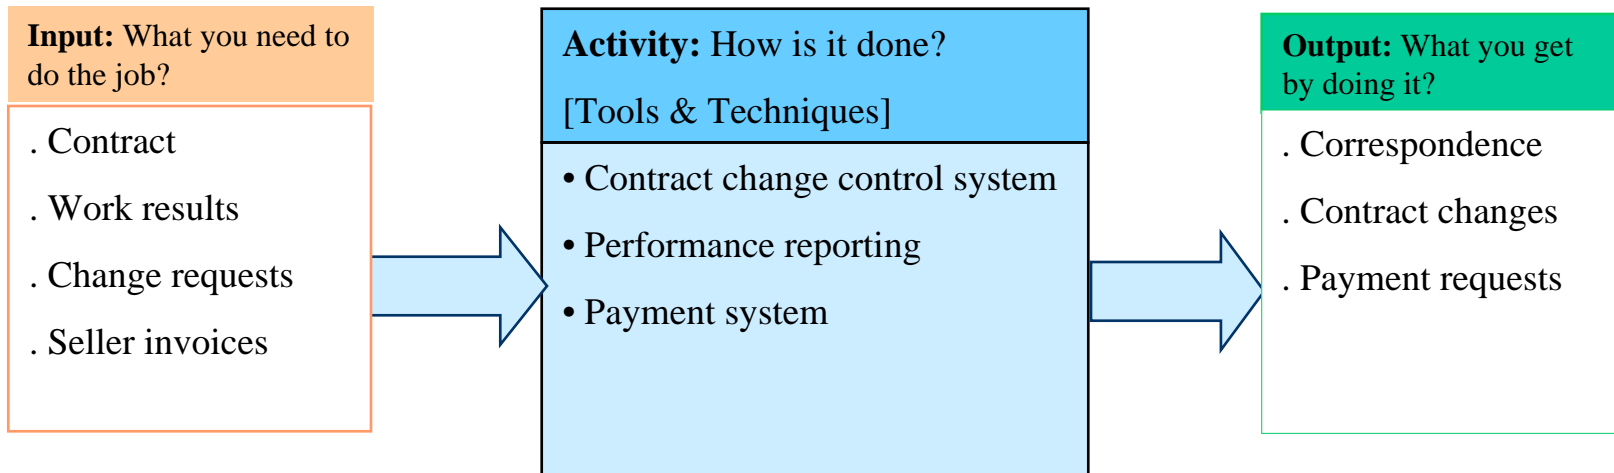 Input: What you need to
do the job?
. Contract
. Work results
. Change requests
. Seller invoices
Activity: How is it done?
[Tools & Techniques]
• Contract change control system
• Performance reporting
• Payment system
Output: What you get
by doing it?
. Correspondence
. Contract changes
. Payment requests